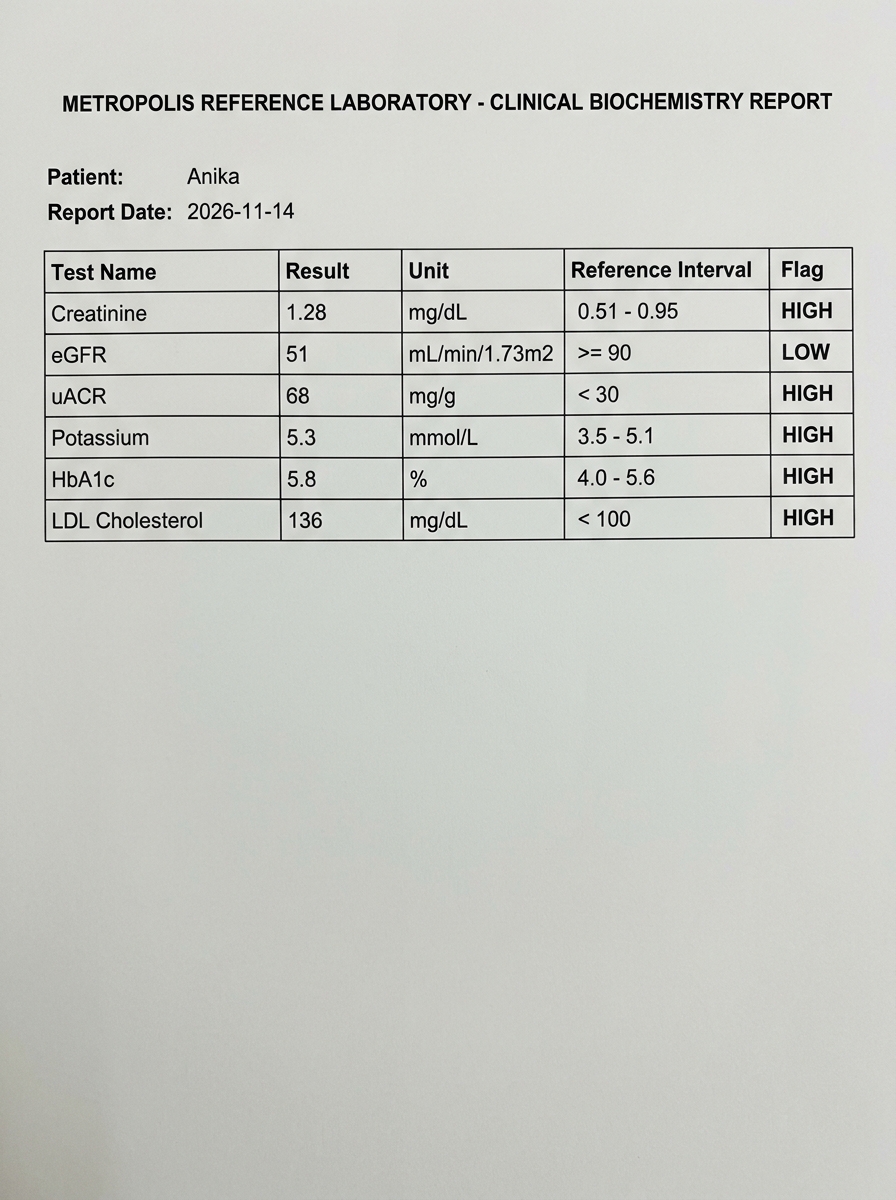 METROPOLIS REFERENCE LABORATORY - CLINICAL BIOCHEMISTRY REPORT
Patient: Anika
Report Date: 2026-11-14
Test Name Result Unit Reference Interval Flag
Creatinine 1.28 mg/dL 0.51 - 0.95 HIGH
eGFR 51 mL/min/1.73m2 >= 90 LOW
uACR 68 mg/g < 30 HIGH
Potassium 5.3 mmol/L 3.5 - 5.1 HIGH
HbA1c 5.8 % 4.0 - 5.6 HIGH
LDL Cholesterol 136 mg/dL < 100 HIGH